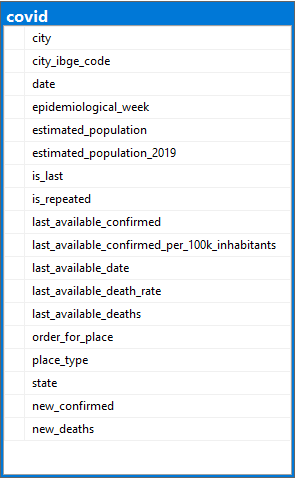 covid
city
city_ibge_code
date
epidemiological_week
estimated_population
estimated_population_2019
is_last
is_repeated
last_available_confirmed
last_available_confirmed_per_100k_inhabitants
last_available_date
last_available_death_rate
last_available_deaths
order_for_place
place_type
state
new_confirmed
new_deaths